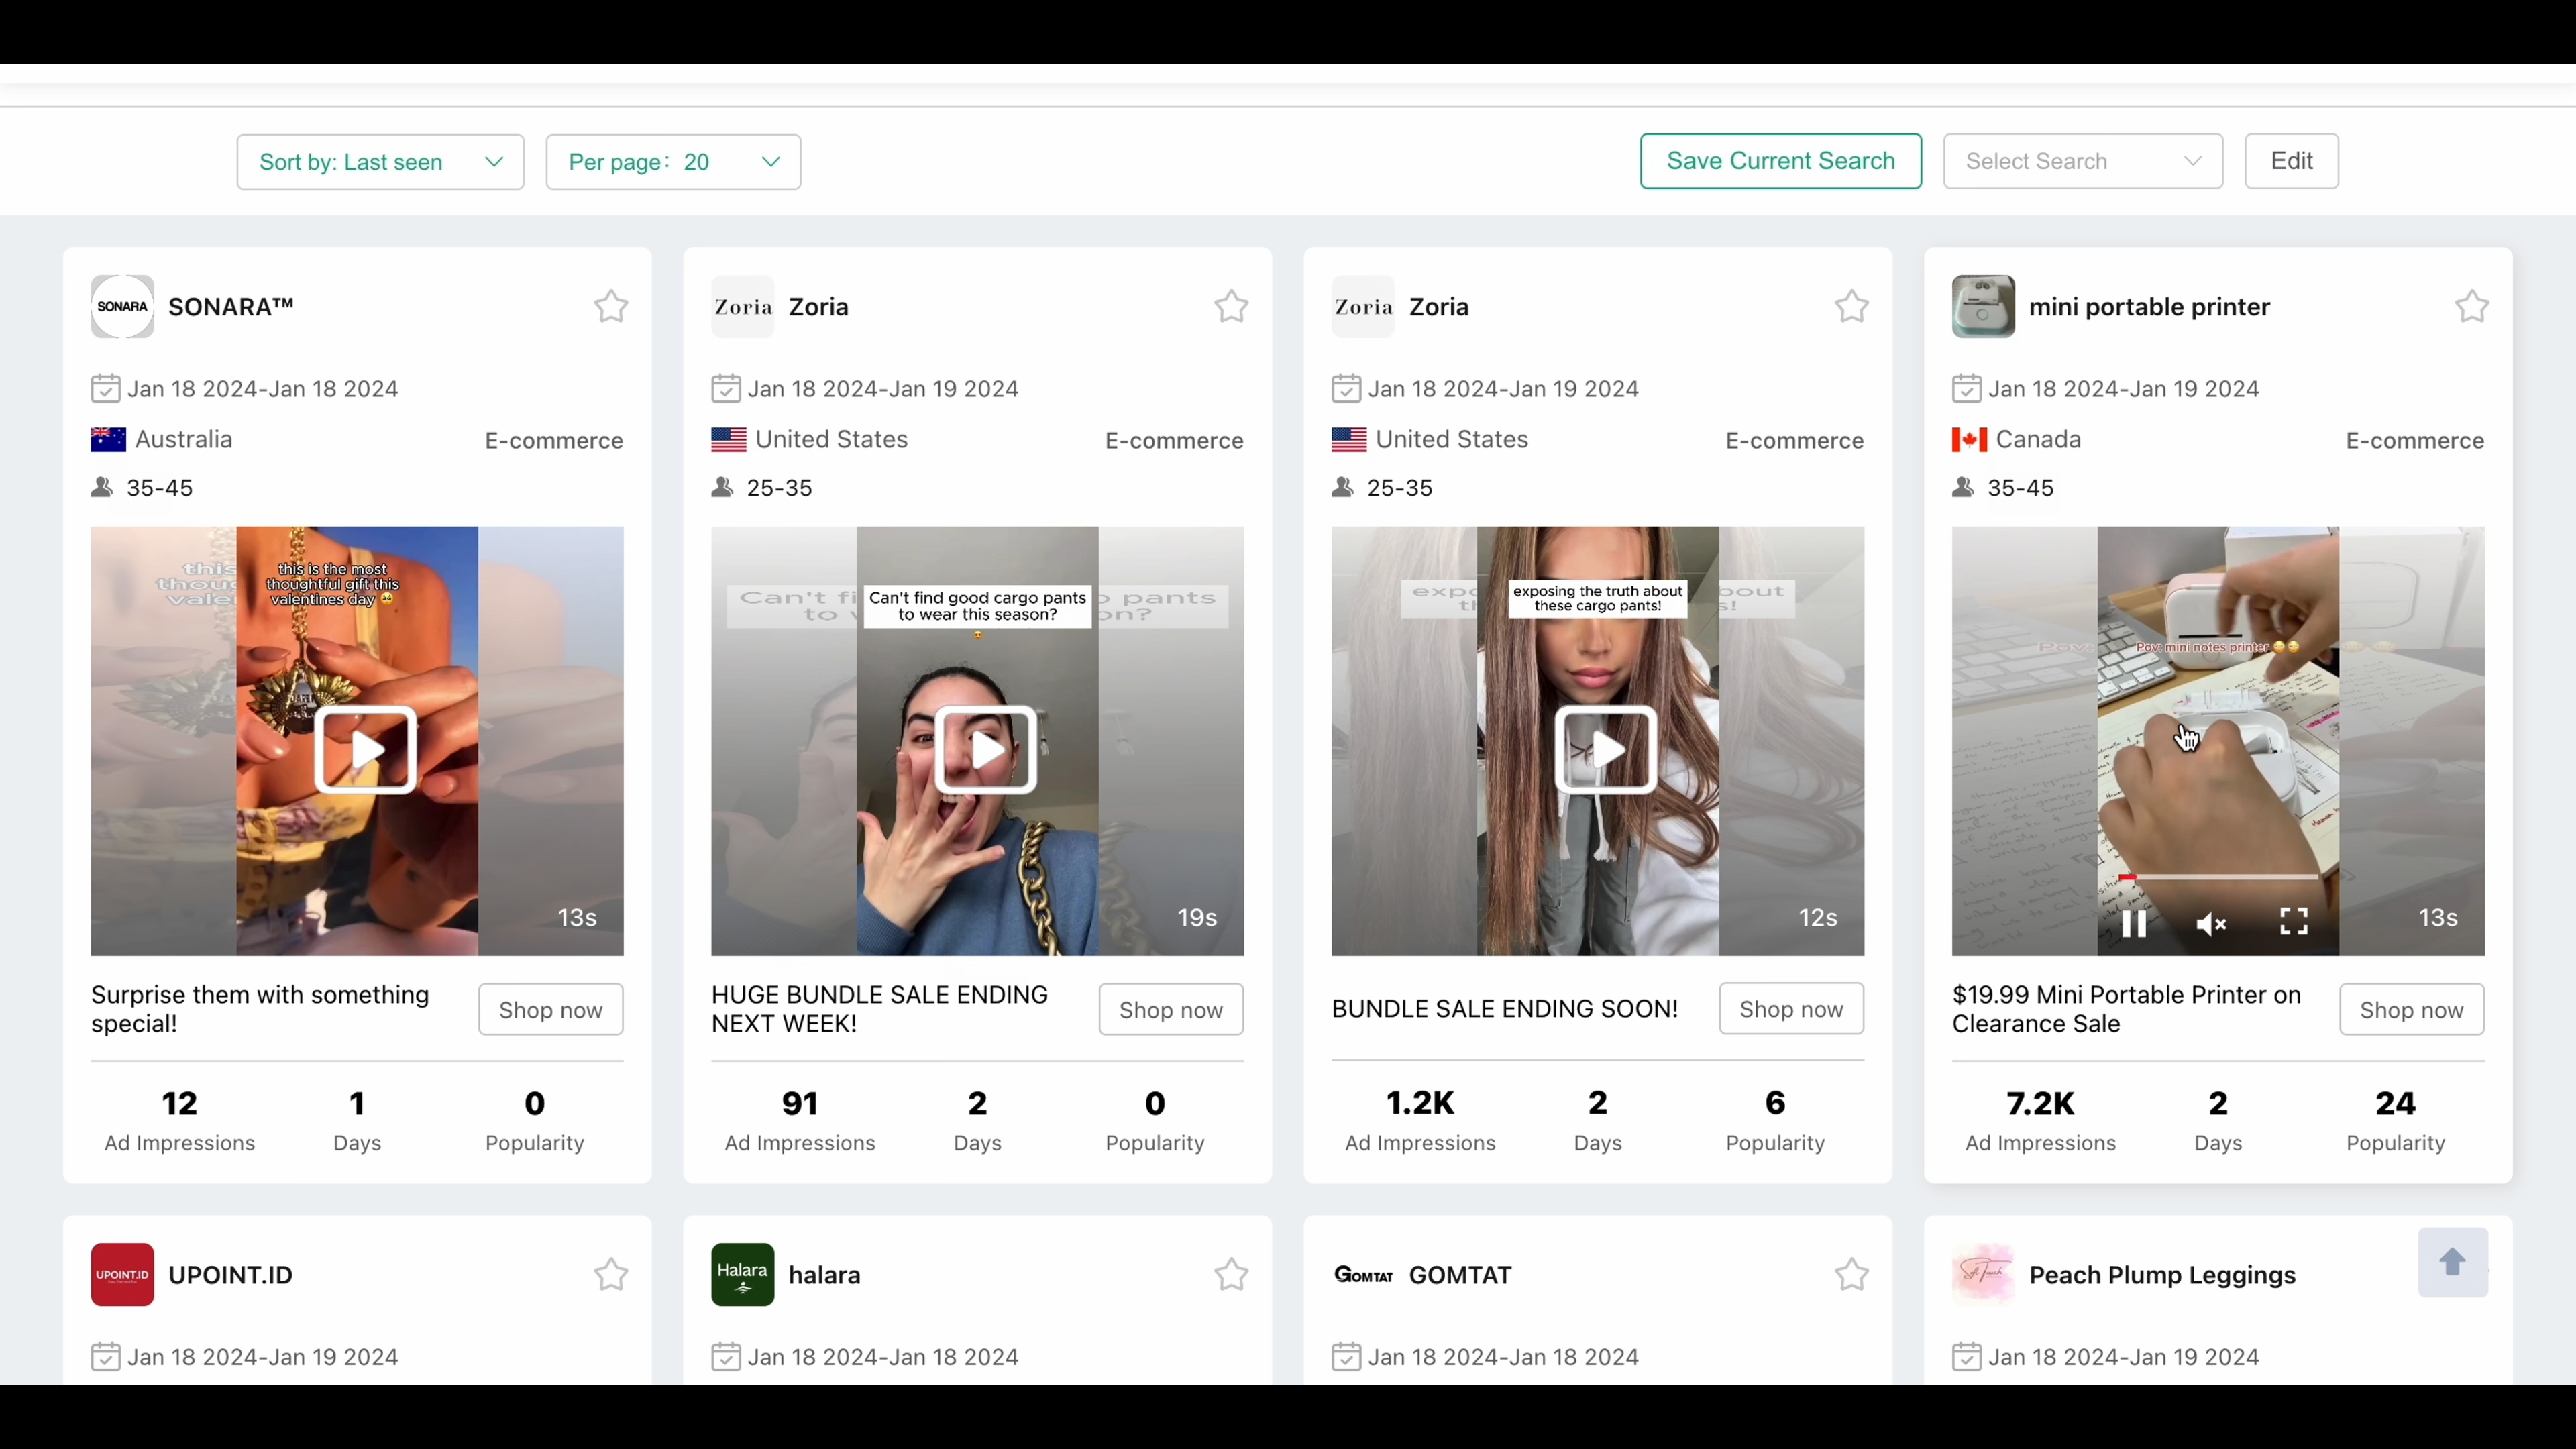 Sort by: Last seen
Per page: 20
Save Current Search
Select Search
Edit
SONARA
SONARA™
Jan 18 2024-Jan 18 2024
Australia
E-commerce
35-45
this is the most
thoughtful gift this
valentines day 🥹
13s
Surprise them with something
special!
Shop now
12
1
0
Ad Impressions
Days
Popularity
Zoria
Zoria
Jan 18 2024-Jan 19 2024
United States
E-commerce
25-35
Can't find good cargo pants
to wear this season?
19s
HUGE BUNDLE SALE ENDING
NEXT WEEK!
Shop now
91
2
0
Ad Impressions
Days
Popularity
Zoria
Zoria
Jan 18 2024-Jan 19 2024
United States
E-commerce
25-35
exposing the truth about
these cargo pants!
12s
BUNDLE SALE ENDING SOON!
Shop now
1.2K
2
6
Ad Impressions
Days
Popularity
mini portable printer
Jan 18 2024-Jan 19 2024
Canada
E-commerce
35-45
Pov: mini notes printer
13s
$19.99 Mini Portable Printer on
Clearance Sale
Shop now
7.2K
2
24
Ad Impressions
Days
Popularity
UPOINT.ID
UPOINT.ID
Jan 18 2024-Jan 19 2024
Halara
halara
Jan 18 2024-Jan 18 2024
GOMTAT
GOMTAT
Jan 18 2024-Jan 18 2024
Soft Touch
Peach Plump Leggings
Jan 18 2024-Jan 19 2024